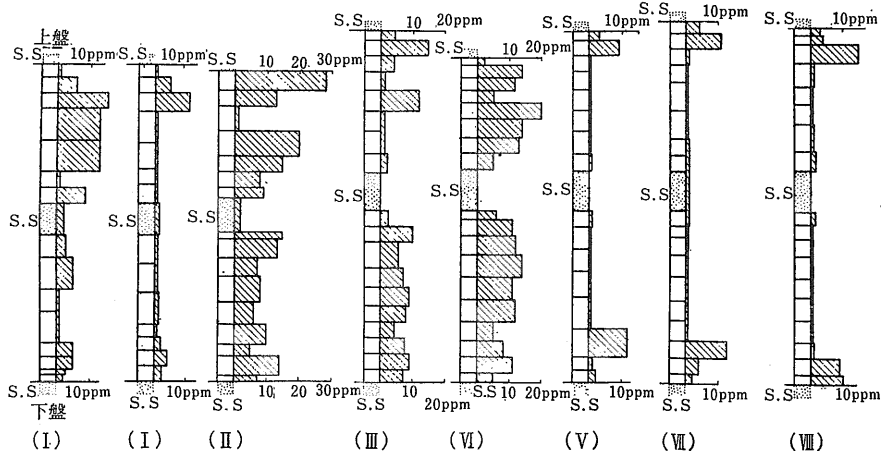 S.S 上盤 10ppm
S.S 10ppm
S.S 10 20 30ppm
S.S 10 20ppm
S.S 10 20ppm
S.S 10ppm
S.S 10ppm
S.S 10ppm
S.S
S.S
S.S
S.S
S.S
S.S
S.S
S.S
S.S 下盤 10ppm
S.S 10ppm
S.S 10 20 30ppm
S.S 10 20ppm
S.S 10 20ppm
S.S 10ppm
S.S 10ppm
S.S 10ppm
(I) (I) (II) (III) (VI) (V) (VII) (VIII)